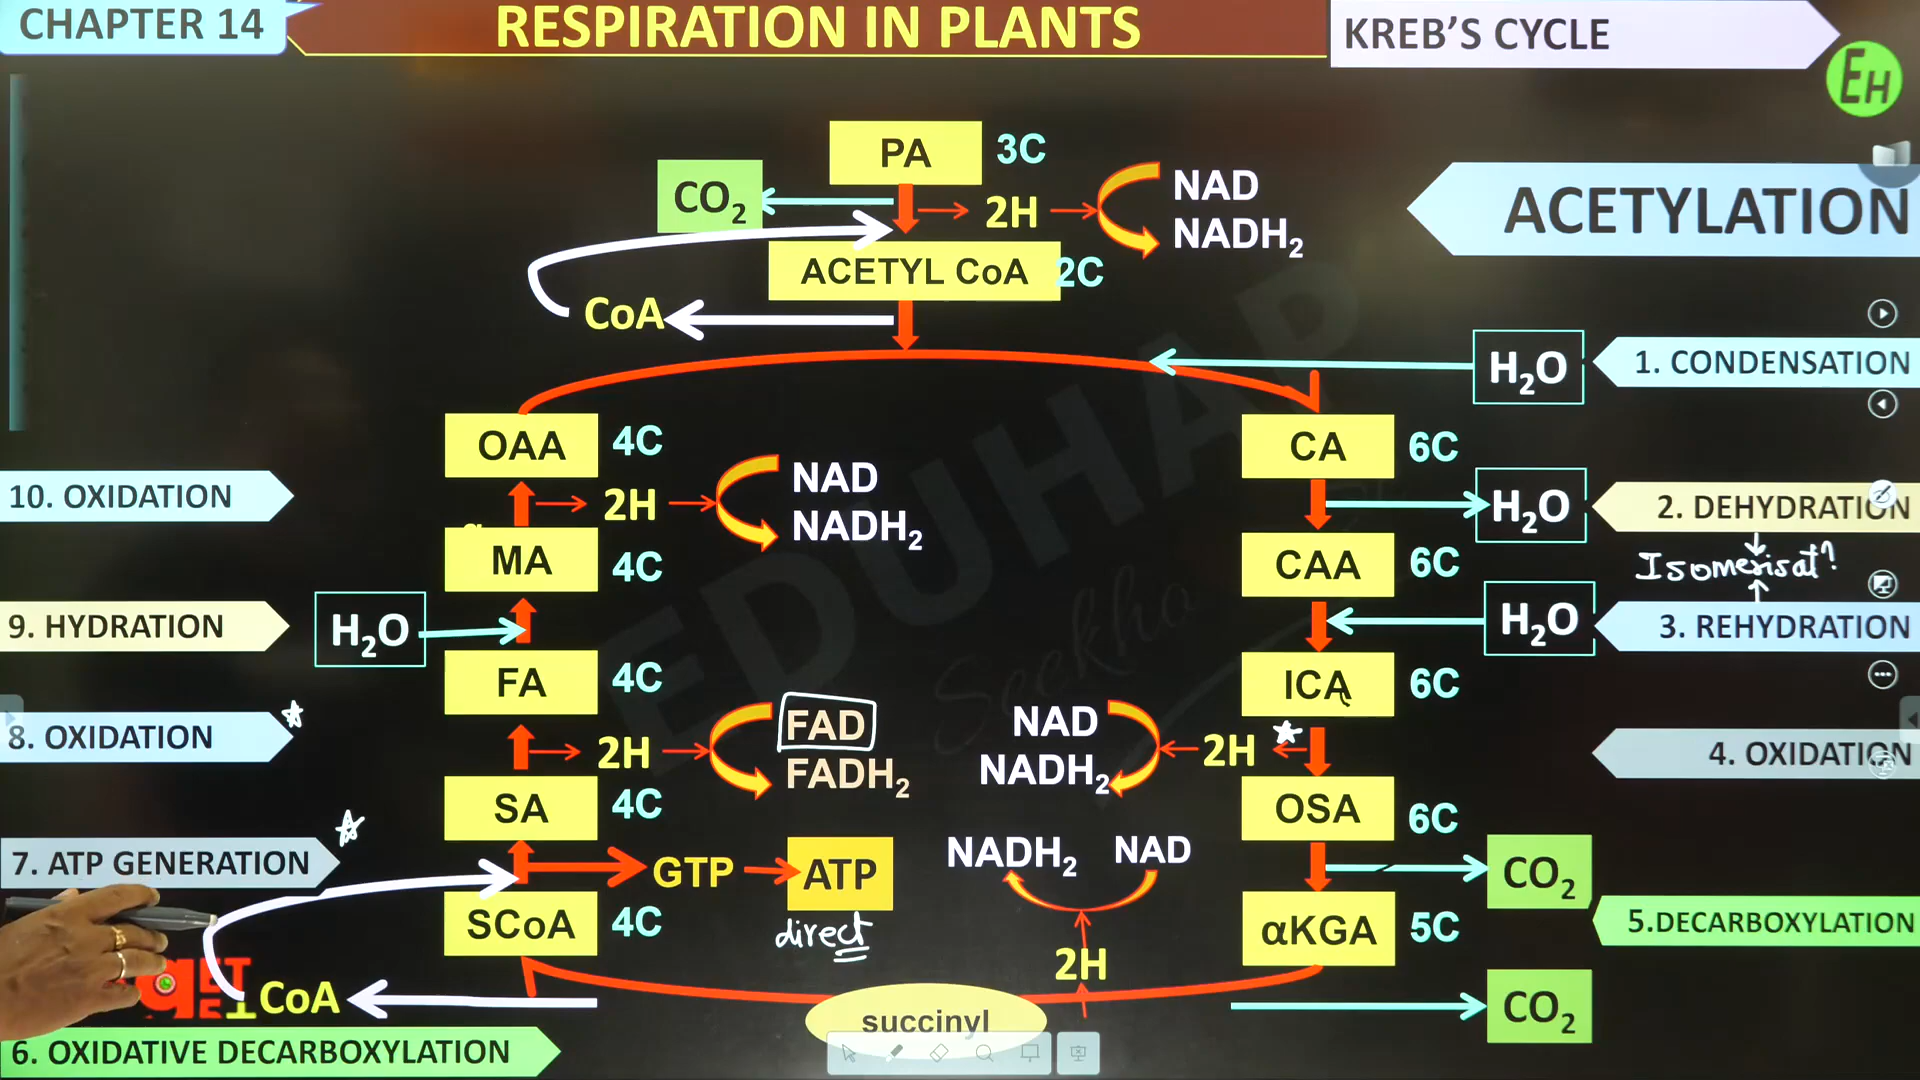 CHAPTER 14
RESPIRATION IN PLANTS
KREB’S CYCLE
EH
PA 3C
CO2
2H
NAD
NADH2
ACETYLATION
ACETYL CoA 2C
CoA
H2O
1. CONDENSATION
OAA 4C
CA 6C
10. OXIDATION
2H
NAD
NADH2
H2O
2. DEHYDRATION
Isomerisatn
MA 4C
CAA 6C
9. HYDRATION
H2O
H2O
3. REHYDRATION
FA 4C
ICA 6C
8. OXIDATION
2H
FAD
FADH2
NAD
NADH2
2H
4. OXIDATION
SA 4C
OSA 6C
7. ATP GENERATION
GTP
ATP
direct
NADH2 NAD
CO2
SCoA 4C
αKGA 5C
5.DECARBOXYLATION
2H
CoA
succinyl
CO2
6. OXIDATIVE DECARBOXYLATION
EDUHAP
Seekho